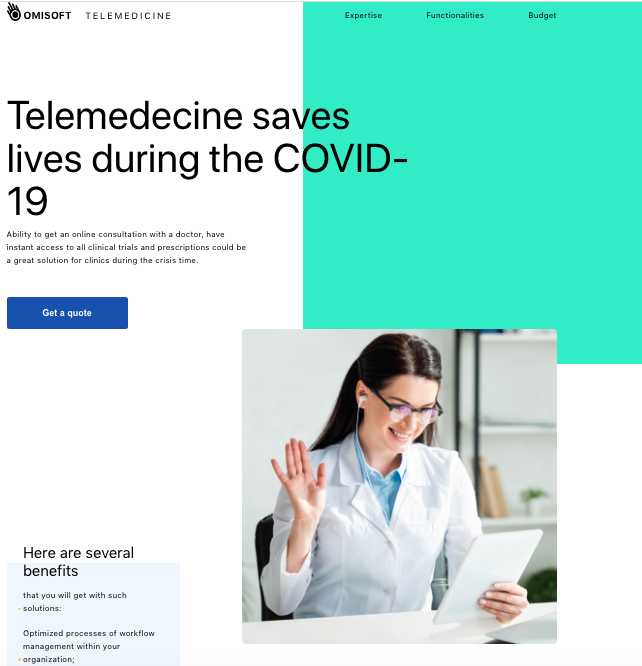 OMISOFT TELEMEDICINE Expertise Functionalities Budget
Telemedecine saves
lives during the COVID-
19
Ability to get an online consultation with a doctor, have
instant access to all clinical trials and prescriptions could be
a great solution for clinics during the crisis time.
Get a quote
Here are several
benefits
that you will get with such
solutions:
Optimized processes of workflow
management within your
organization;